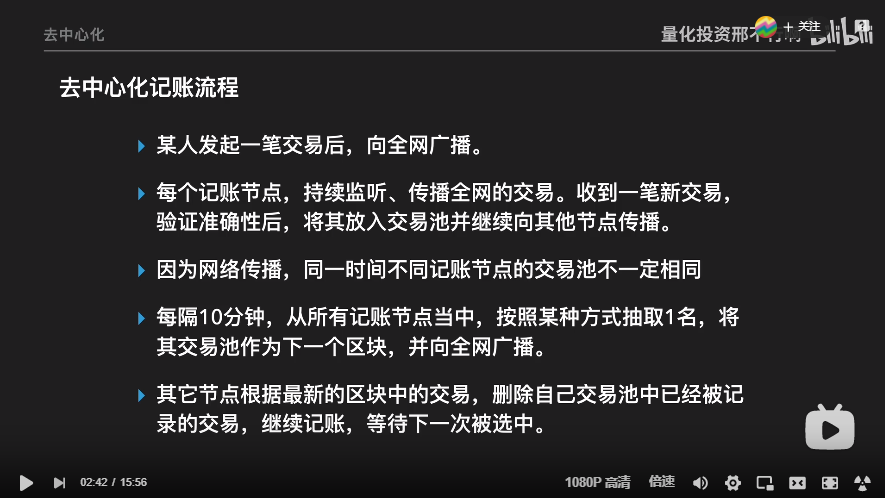 去中心化
量化投资邢不行啊
+ 关注
bilibili
去中心化记账流程
某人发起一笔交易后，向全网广播。
每个记账节点，持续监听、传播全网的交易。收到一笔新交易，
验证准确性后，将其放入交易池并继续向其他节点传播。
因为网络传播，同一时间不同记账节点的交易池不一定相同
每隔10分钟，从所有记账节点当中，按照某种方式抽取1名，将
其交易池作为下一个区块，并向全网广播。
其它节点根据最新的区块中的交易，删除自己交易池中已经被记
录的交易，继续记账，等待下一次被选中。
02:42 / 15:56
1080P 高清
倍速